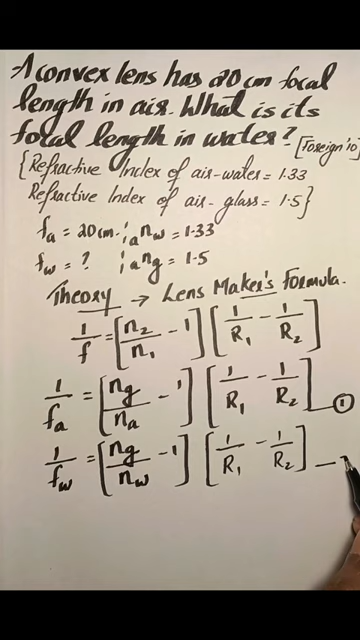 A convex lens has 20 cm focal
length in air. What is its
focal length in water? [Foreign'10]
{Refractive Index of air-water = 1.33
Refractive Index of air-glass = 1.5}
fa = 20cm. ; anw = 1.33
fw = ? ; ang = 1.5
Theory → Lens Maker's Formula.
1/f = [n2/n1 - 1] [1/R1 - 1/R2]
1/fa = [ng/na - 1] [1/R1 - 1/R2] — ①
1/fw = [ng/nw - 1] [1/R1 - 1/R2] —